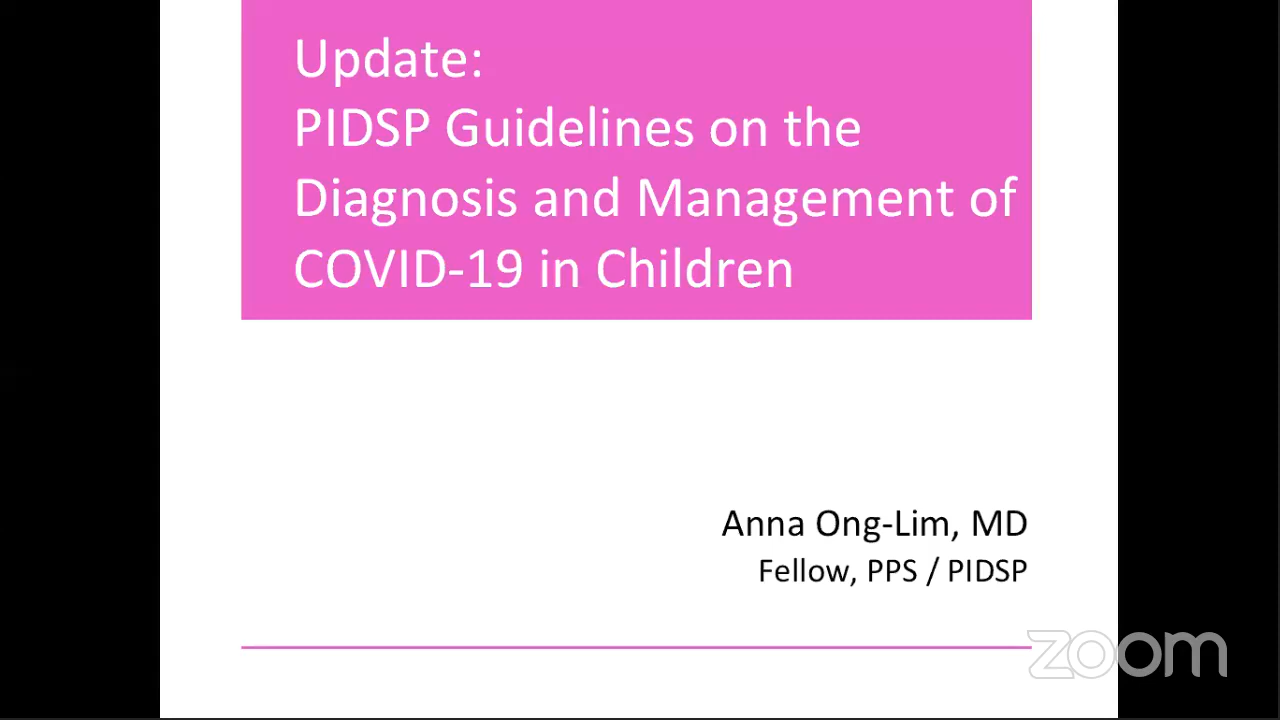 Update:
PIDSP Guidelines on the
Diagnosis and Management of
COVID-19 in Children
Anna Ong-Lim, MD
Fellow, PPS / PIDSP
zoom